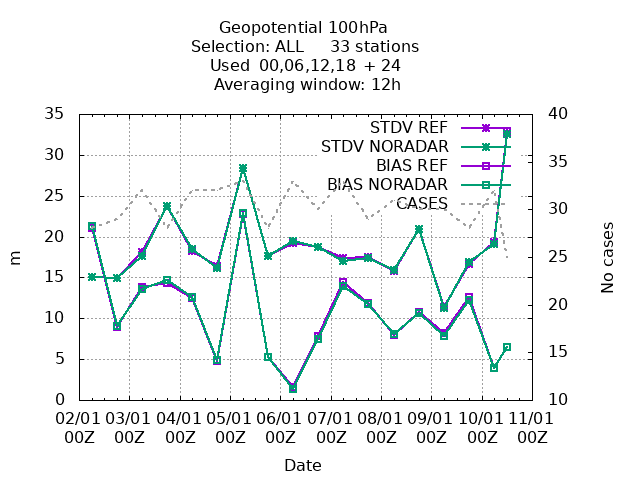 Geopotential 100hPa
Selection: ALL 33 stations
Used 00,06,12,18 + 24
Averaging window: 12h
35 40
STDV REF
STDV NORADAR
30 35
BIAS REF
BIAS NORADAR
25 30
CASES
20 25
m No cases
15 20
10
5 15
0 10
02/01 03/01 04/01 05/01 06/01 07/01 08/01 09/01 10/01 11/01
00Z 00Z 00Z 00Z 00Z 00Z 00Z 00Z 00Z 00Z
Date